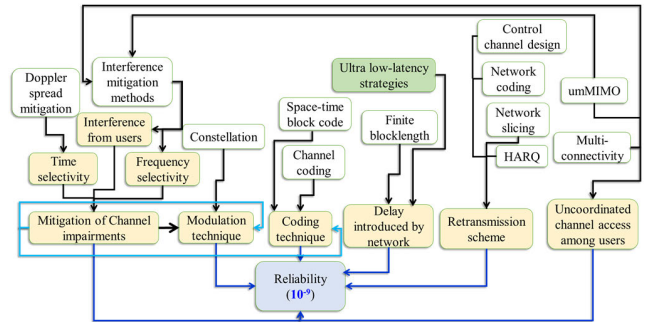 Control
channel design
Doppler
spread
mitigation
Interference
mitigation
methods
Ultra low-latency
strategies
Network
coding
umMIMO
Space-time
block code
Interference
from users
Constellation
Finite
blocklength
Network
slicing
Multi-
connectivity
Time
selectivity
Frequency
selectivity
Channel
coding
HARQ
Mitigation of Channel
impairments
Modulation
technique
Coding
technique
Delay
introduced by
network
Retransmission
scheme
Uncoordinated
channel access
among users
Reliability
(10⁻⁹)